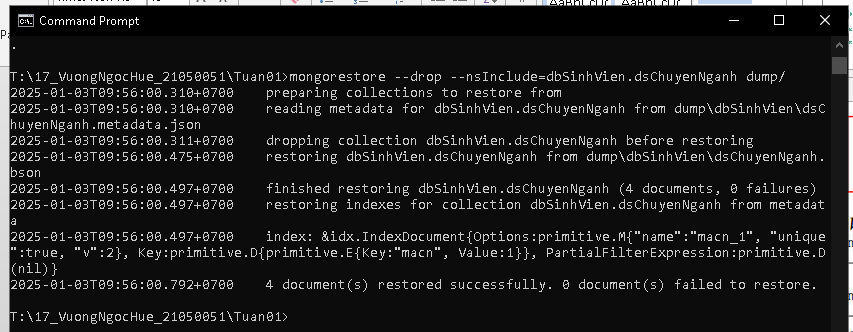 AaBbCcDc AaBbCcDc
Command Prompt
.
T:\17_VuongNgocHue_21050051\Tuan01>mongorestore --drop --nsInclude=dbSinhVien.dsChuyenNganh dump/
2025-01-03T09:56:00.310+0700    preparing collections to restore from
2025-01-03T09:56:00.310+0700    reading metadata for dbSinhVien.dsChuyenNganh from dump\dbSinhVien\dsC
huyenNganh.metadata.json
2025-01-03T09:56:00.311+0700    dropping collection dbSinhVien.dsChuyenNganh before restoring
2025-01-03T09:56:00.475+0700    restoring dbSinhVien.dsChuyenNganh from dump\dbSinhVien\dsChuyenNganh.
bson
2025-01-03T09:56:00.497+0700    finished restoring dbSinhVien.dsChuyenNganh (4 documents, 0 failures)
2025-01-03T09:56:00.497+0700    restoring indexes for collection dbSinhVien.dsChuyenNganh from metadat
a
2025-01-03T09:56:00.497+0700    index: &idx.IndexDocument{Options:primitive.M{"name":"macn_1", "unique
":true, "v":2}, Key:primitive.D{primitive.E{Key:"macn", Value:1}}, PartialFilterExpression:primitive.D
(nil)}
2025-01-03T09:56:00.792+0700    4 document(s) restored successfully. 0 document(s) failed to restore.
T:\17_VuongNgocHue_21050051\Tuan01>